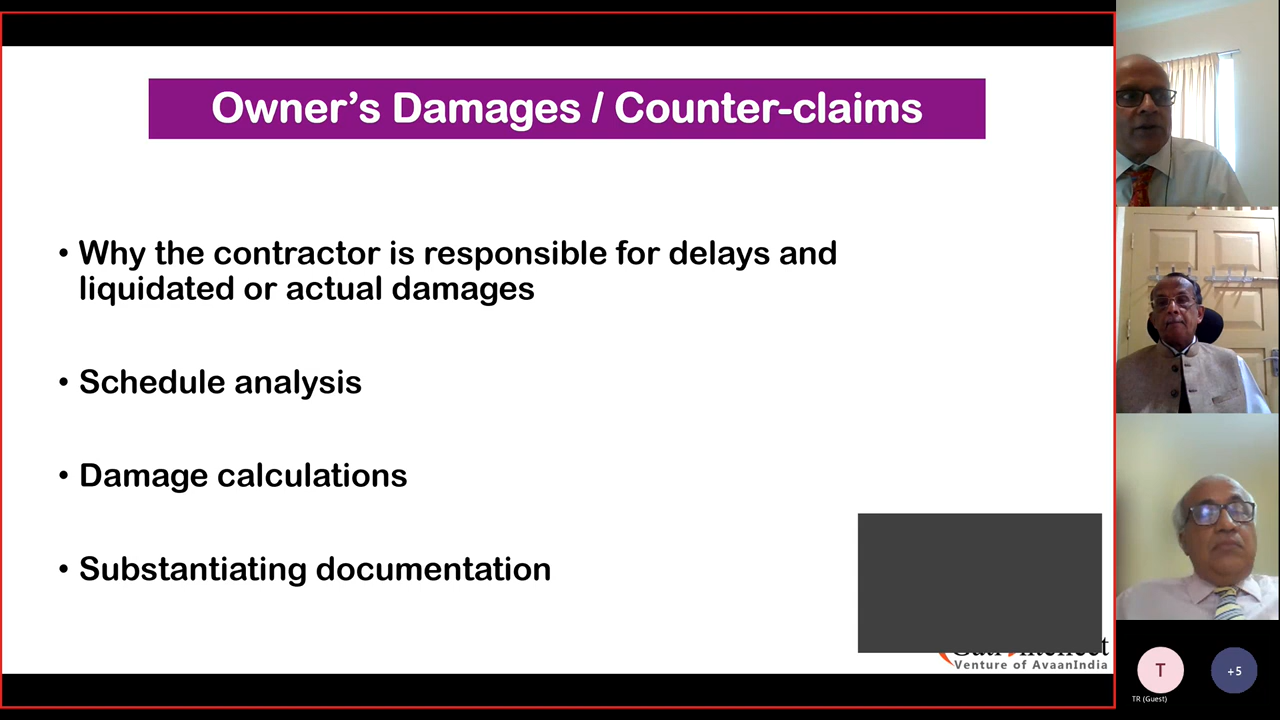 Owner’s Damages / Counter-claims
• Why the contractor is responsible for delays and
liquidated or actual damages
• Schedule analysis
• Damage calculations
• Substantiating documentation
Venture of AvaanIndia
T
+5
TR (Guest)